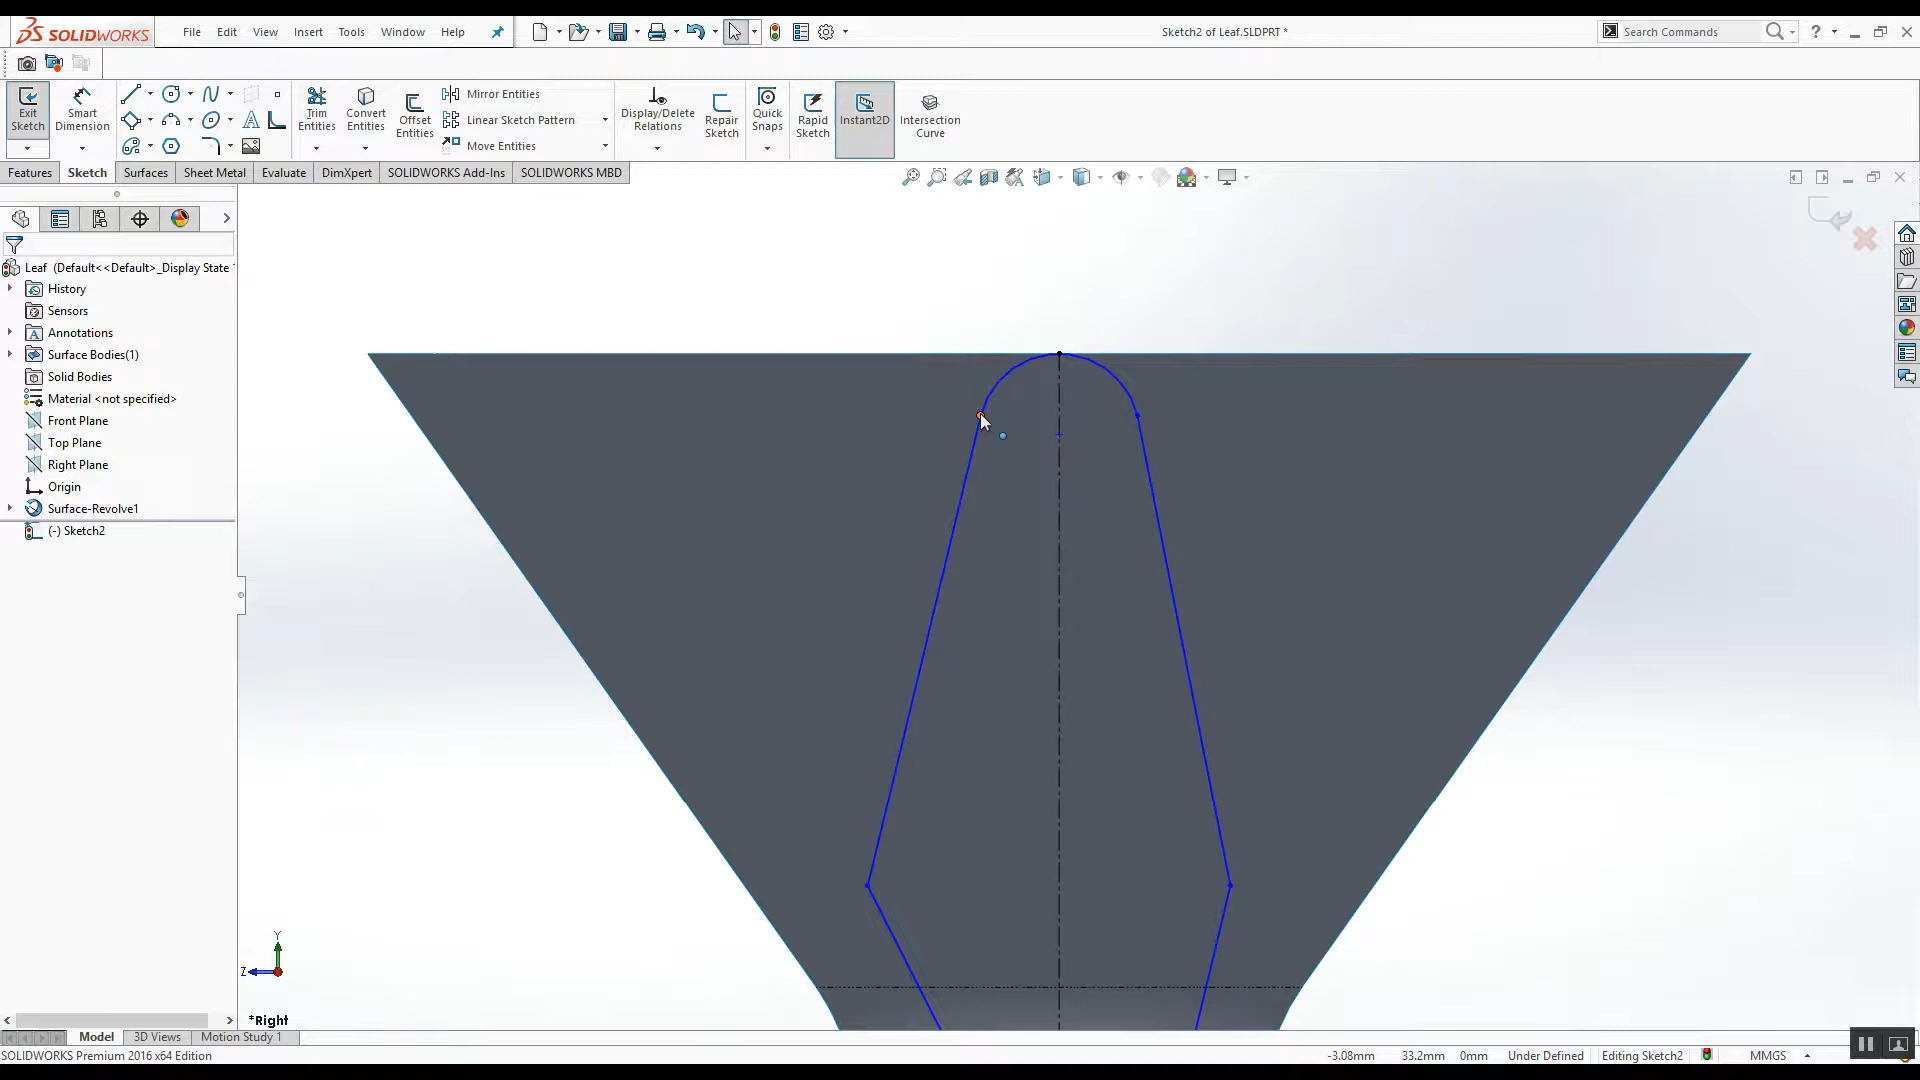 SOLIDWORKS
File Edit View Insert Tools Window Help
Sketch2 of Leaf.SLDPRT *
Search Commands
Exit Sketch
Smart Dimension
Trim Entities
Convert Entities
Offset Entities
Mirror Entities
Linear Sketch Pattern
Move Entities
Display/Delete Relations
Repair Sketch
Quick Snaps
Rapid Sketch
Instant2D
Intersection Curve
Features Sketch Surfaces Sheet Metal Evaluate DimXpert SOLIDWORKS Add-Ins SOLIDWORKS MBD
Leaf (Default<<Default>_Display State
History
Sensors
Annotations
Surface Bodies(1)
Solid Bodies
Material <not specified>
Front Plane
Top Plane
Right Plane
Origin
Surface-Revolve1
(-) Sketch2
Y
Z
*Right
Model 3D Views Motion Study 1
SOLIDWORKS Premium 2016 x64 Edition
-3.08mm 33.2mm 0mm Under Defined Editing Sketch2 MMGS